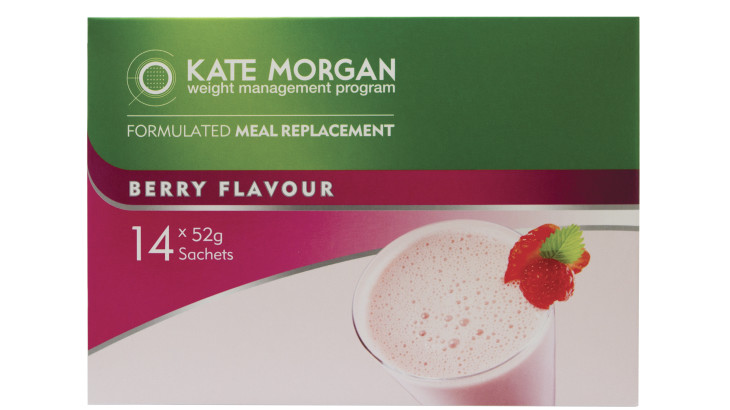 KATE MORGAN
weight management program
FORMULATED MEAL REPLACEMENT
BERRY FLAVOUR
14 x 52g
Sachets